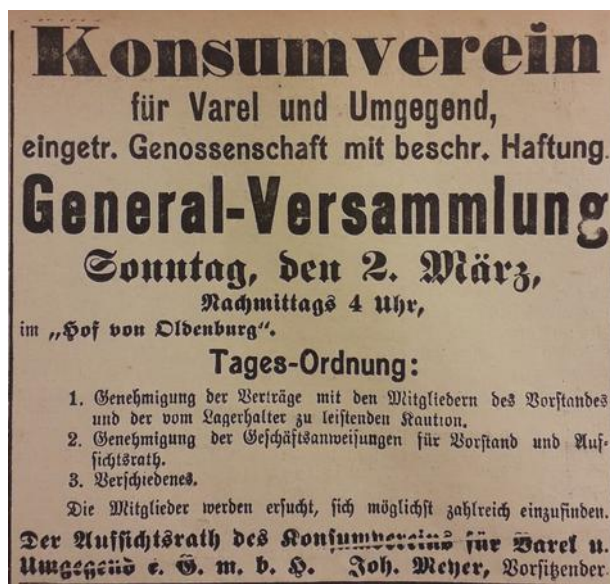 Konsumverein
für Varel und Umgegend,
eingetr. Genossenschaft mit beschr. Haftung.
General-Versammlung
Sonntag, den 2. März,
Nachmittags 4 Uhr,
im „Hof von Oldenburg“.
Tages-Ordnung:
1. Genehmigung der Verträge mit den Mitgliedern des Vorstandes
und der vom Lagerhalter zu leistenden Kaution.
2. Genehmigung der Geschäftsanweisungen für Vorstand und Auf-
sichtsrath.
3. Verschiedenes.
Die Mitglieder werden ersucht, sich möglichst zahlreich einzufinden.
Der Aufsichtsrath des Konsumvereins für Varel u.
Umgegend e. G. m. b. H. Joh. Meyer, Vorsitzender.